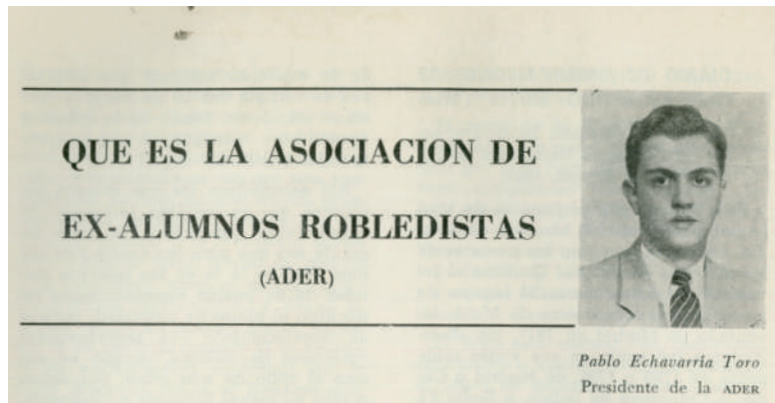 QUE ES LA ASOCIACION DE
EX-ALUMNOS ROBLEDISTAS
(ADER)
Pablo Echavarría Toro
Presidente de la ADER